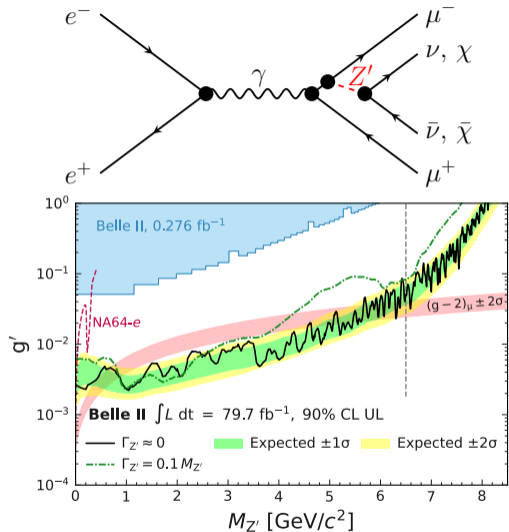 e⁻
μ⁻
ν, χ
γ
Z′
ν̄, χ̄
e⁺
μ⁺
Belle II, 0.276 fb⁻¹
NA64-e
(g−2)μ ± 2σ
Belle II ∫L dt = 79.7 fb⁻¹, 90% CL UL
Γ_Z′ ≈ 0
Expected ±1σ
Expected ±2σ
Γ_Z′ = 0.1 M_Z′
g′
10⁰
10⁻¹
10⁻²
10⁻³
10⁻⁴
0 1 2 3 4 5 6 7 8
M_Z′ [GeV/c²]